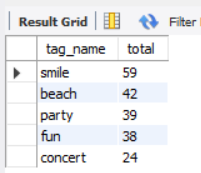 Result Grid Filter
tag_name total
smile 59
beach 42
party 39
fun 38
concert 24